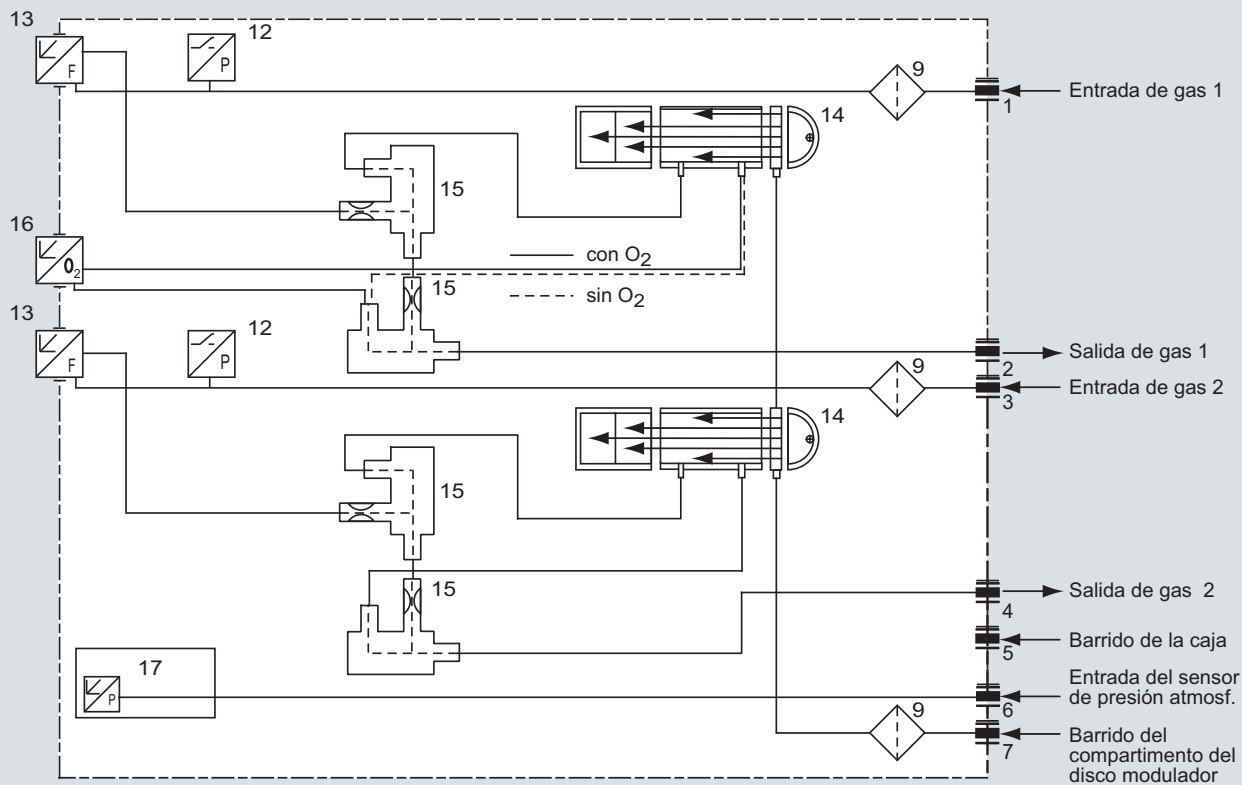 13
12
F
P
9
1
Entrada de gas 1
14
15
16
O2
con O2
sin O2
15
13
12
F
P
2
Salida de gas 1
9
3
Entrada de gas 2
14
15
15
4
Salida de gas 2
5
Barrido de la caja
17
P
6
Entrada del sensor
de presión atmosf.
9
7
Barrido del
compartimento del
disco modulador